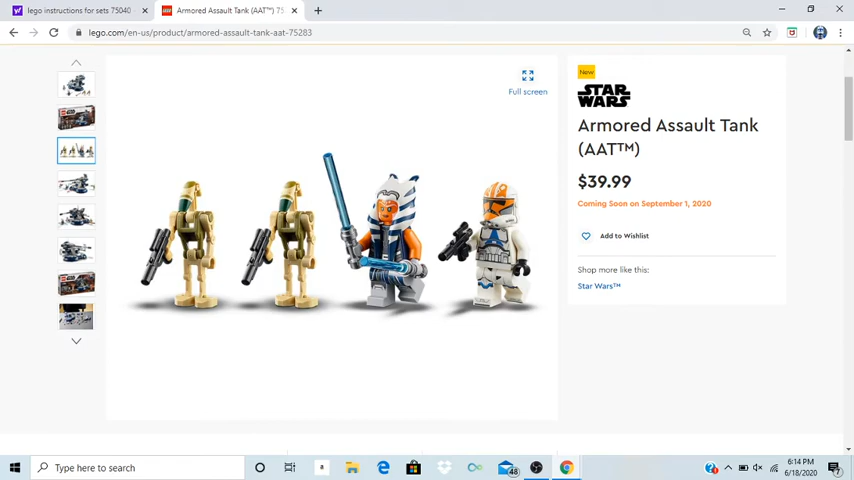 lego instructions for sets 75040
Armored Assault Tank (AAT™) 75
lego.com/en-us/product/armored-assault-tank-aat-75283
Full screen
New
STAR
WARS
Armored Assault Tank
(AAT™)
$39.99
Coming Soon on September 1, 2020
Add to Wishlist
Shop more like this:
Star Wars™
Type here to search
a
48
6:14 PM
6/18/2020
7